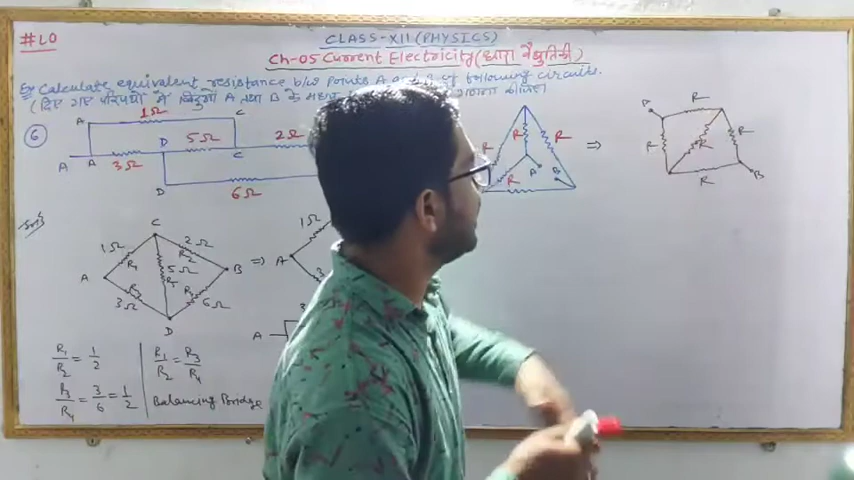 #L0
CLASS-XII (PHYSICS)
Ch-05 Current Electricity (धारा वैद्युतिकी)
Ex Calculate equivalent resistance b/w points A and B of following circuits.
(दिए गए परिपथों में बिंदुओं A तथा B के मध्य गणना कीजिए
6
A 1Ω C
A A 3Ω D 5Ω C 2Ω
D 6Ω
R R R
R A B
R
⇒
A R
R R R
R B
Sol?
C
1Ω R1 2Ω R2
A 5Ω R5 B ⇒ A 1Ω
3Ω R3 R4 6Ω
D
A
R1/R2 = 1/2
R3/R4 = 3/6 = 1/2
R1/R2 = R3/R4
Balancing Bridge